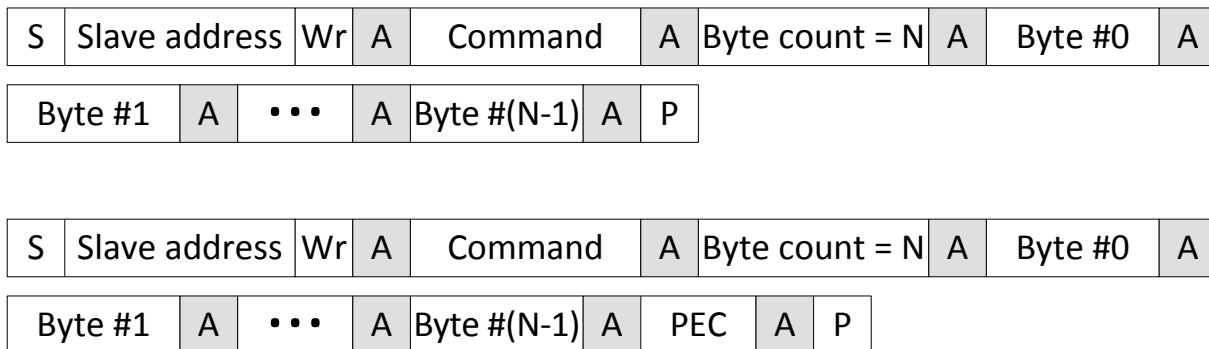 S Slave address Wr A Command A Byte count = N A Byte #0 A
Byte #1 A ••• A Byte #(N-1) A P
S Slave address Wr A Command A Byte count = N A Byte #0 A
Byte #1 A ••• A Byte #(N-1) A PEC A P